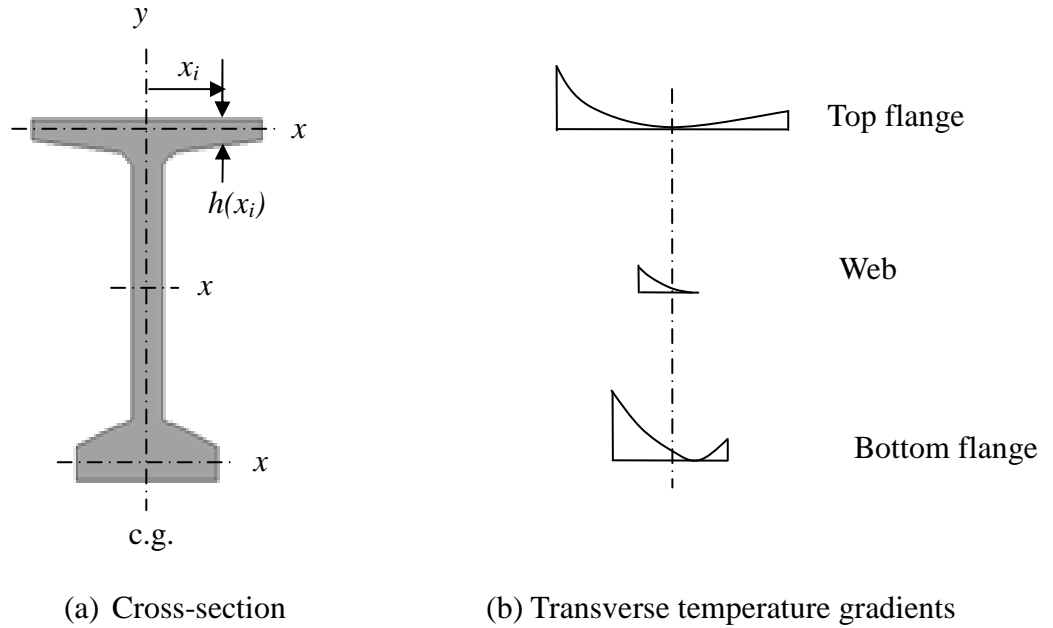 y
x_i
x
h(x_i)
x
x
c.g.
(a) Cross-section
Top flange
Web
Bottom flange
(b) Transverse temperature gradients